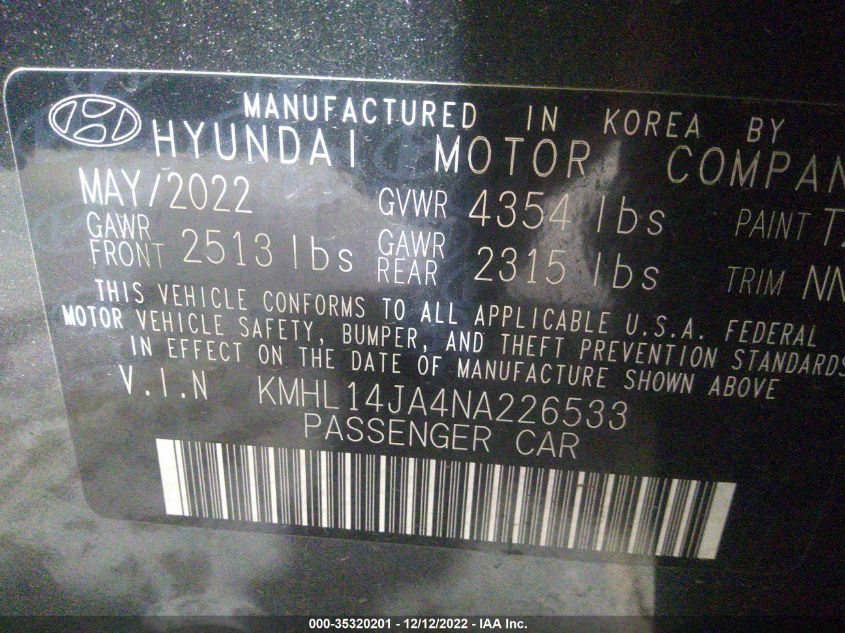 MANUFACTURED IN KOREA BY
HYUNDAI MOTOR COMPAN
MAY/2022 GVWR 4354 lbs PAINT T
GAWR FRONT 2513 lbs GAWR REAR 2315 lbs TRIM NN
THIS VEHICLE CONFORMS TO ALL APPLICABLE U.S.A. FEDERAL
MOTOR VEHICLE SAFETY, BUMPER, AND THEFT PREVENTION STANDARDS
IN EFFECT ON THE DATE OF MANUFACTURE SHOWN ABOVE
V.I.N KMHL14JA4NA226533
PASSENGER CAR
000-35320201 - 12/12/2022 - IAA Inc.